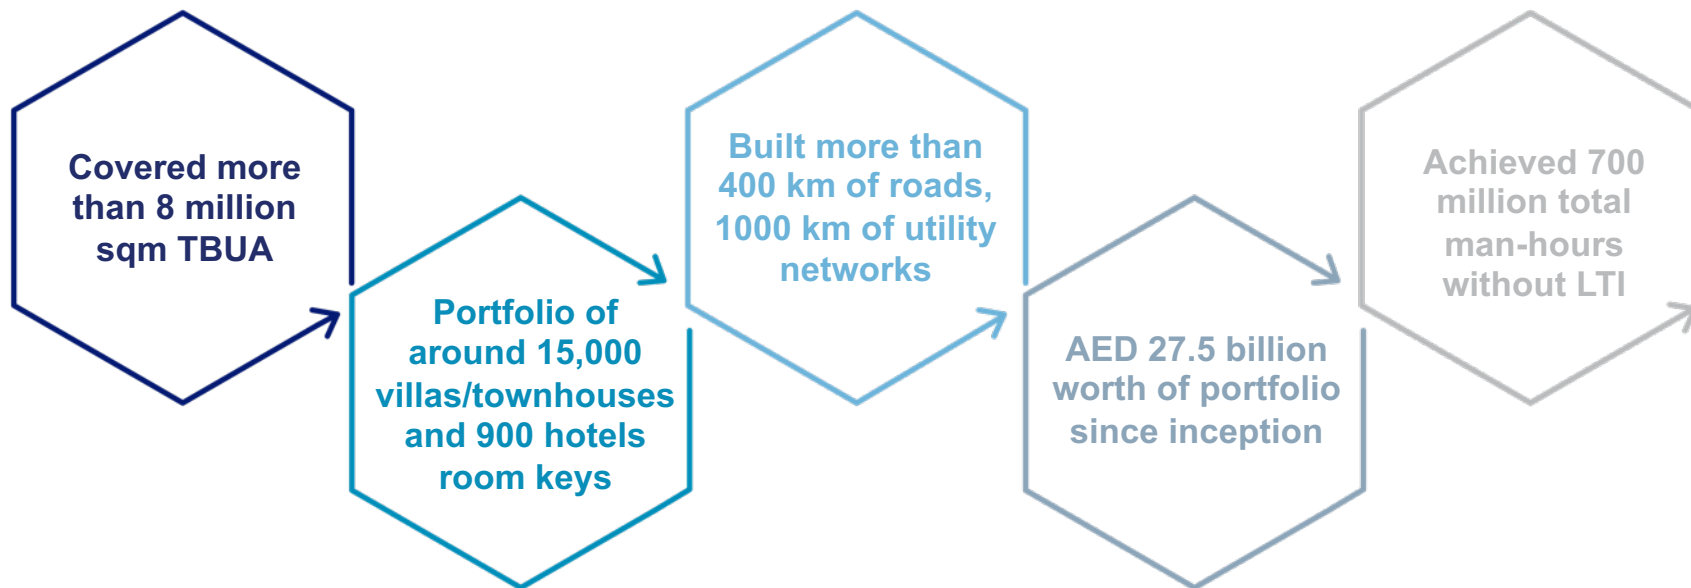 Covered more
than 8 million
sqm TBUA
Portfolio of
around 15,000
villas/townhouses
and 900 hotels
room keys
Built more than
400 km of roads,
1000 km of utility
networks
AED 27.5 billion
worth of portfolio
since inception
Achieved 700
million total
man-hours
without LTI